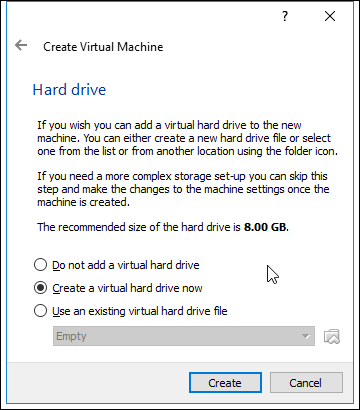 ?
Create Virtual Machine
Hard drive
If you wish you can add a virtual hard drive to the new
machine. You can either create a new hard drive file or select
one from the list or from another location using the folder icon.
If you need a more complex storage set-up you can skip this
step and make the changes to the machine settings once the
machine is created.
The recommended size of the hard drive is 8.00 GB.
Do not add a virtual hard drive
Create a virtual hard drive now
Use an existing virtual hard drive file
Empty
Create Cancel